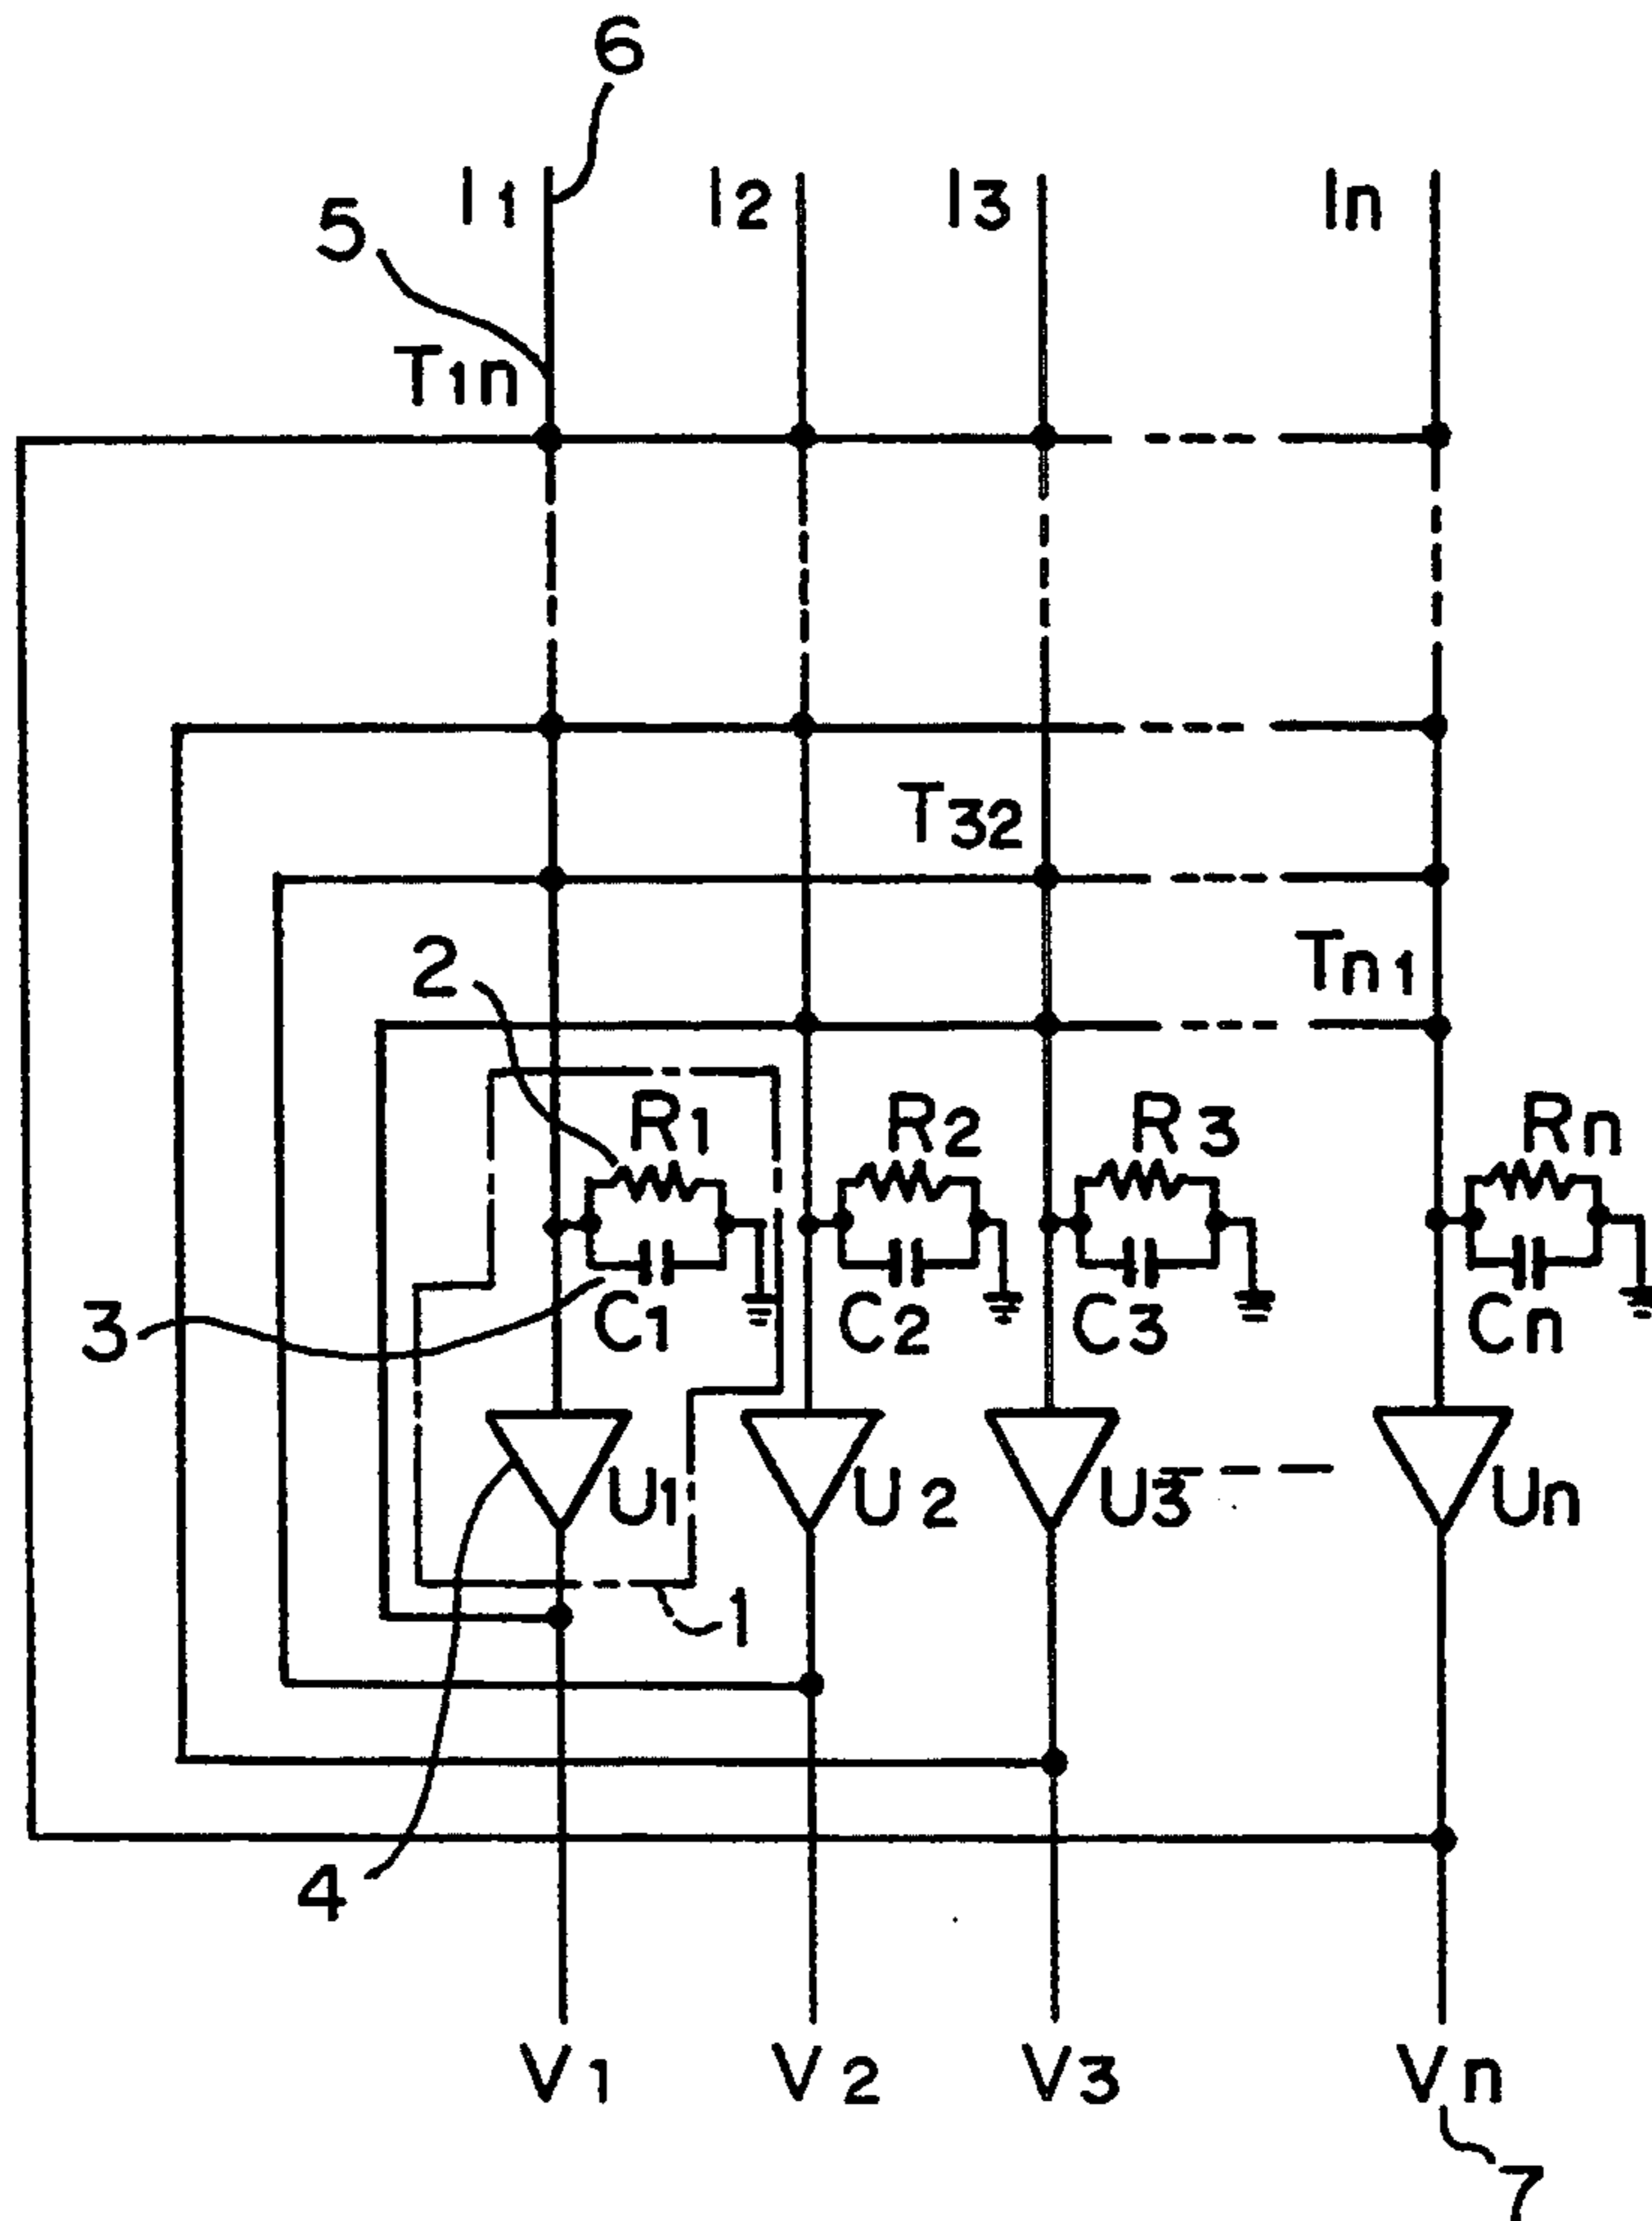 6
I1 I2 I3 In
5
T1n
T32
2
Tn1
R1 R2 R3 Rn
3
C1 C2 C3 Cn
U1 U2 U3 Un
1
4
V1 V2 V3 Vn
7